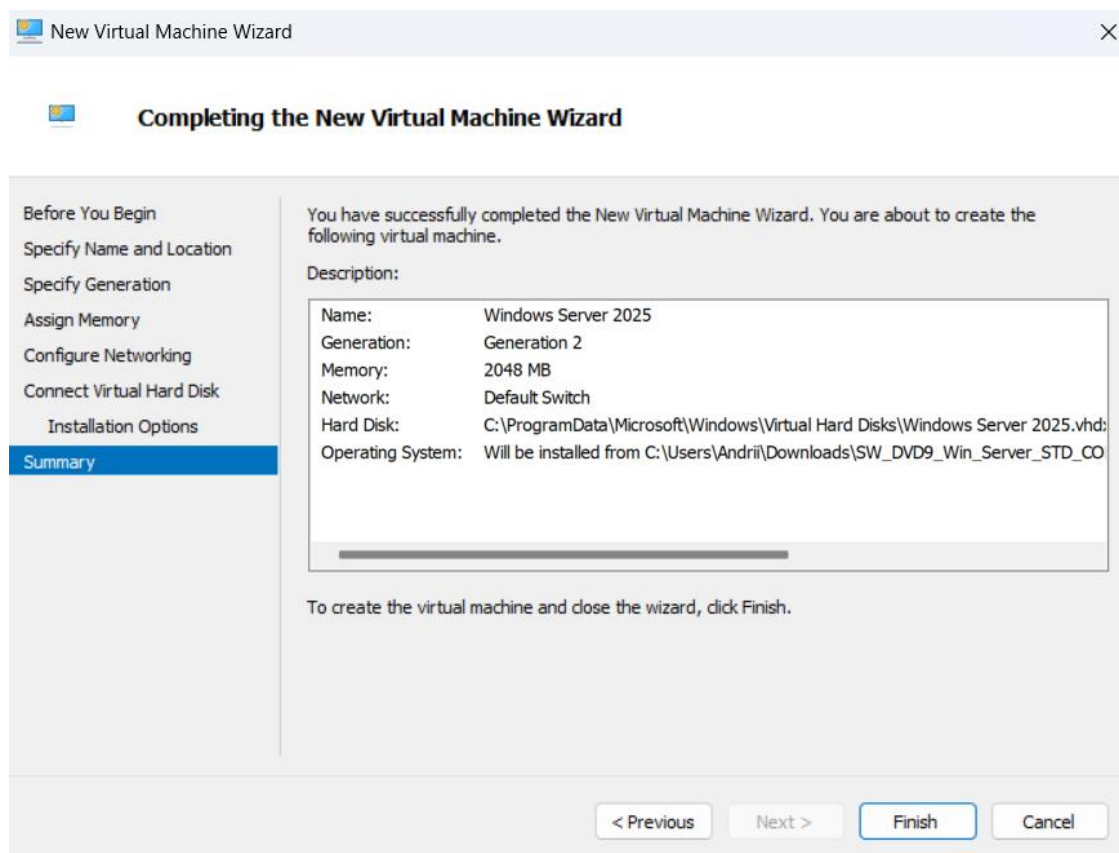 New Virtual Machine Wizard
Completing the New Virtual Machine Wizard
Before You Begin
Specify Name and Location
Specify Generation
Assign Memory
Configure Networking
Connect Virtual Hard Disk
Installation Options
Summary
You have successfully completed the New Virtual Machine Wizard. You are about to create the
following virtual machine.
Description:
Name: Windows Server 2025
Generation: Generation 2
Memory: 2048 MB
Network: Default Switch
Hard Disk: C:\ProgramData\Microsoft\Windows\Virtual Hard Disks\Windows Server 2025.vhd
Operating System: Will be installed from C:\Users\Andrii\Downloads\SW_DVD9_Win_Server_STD_CO
To create the virtual machine and close the wizard, click Finish.
< Previous Next > Finish Cancel